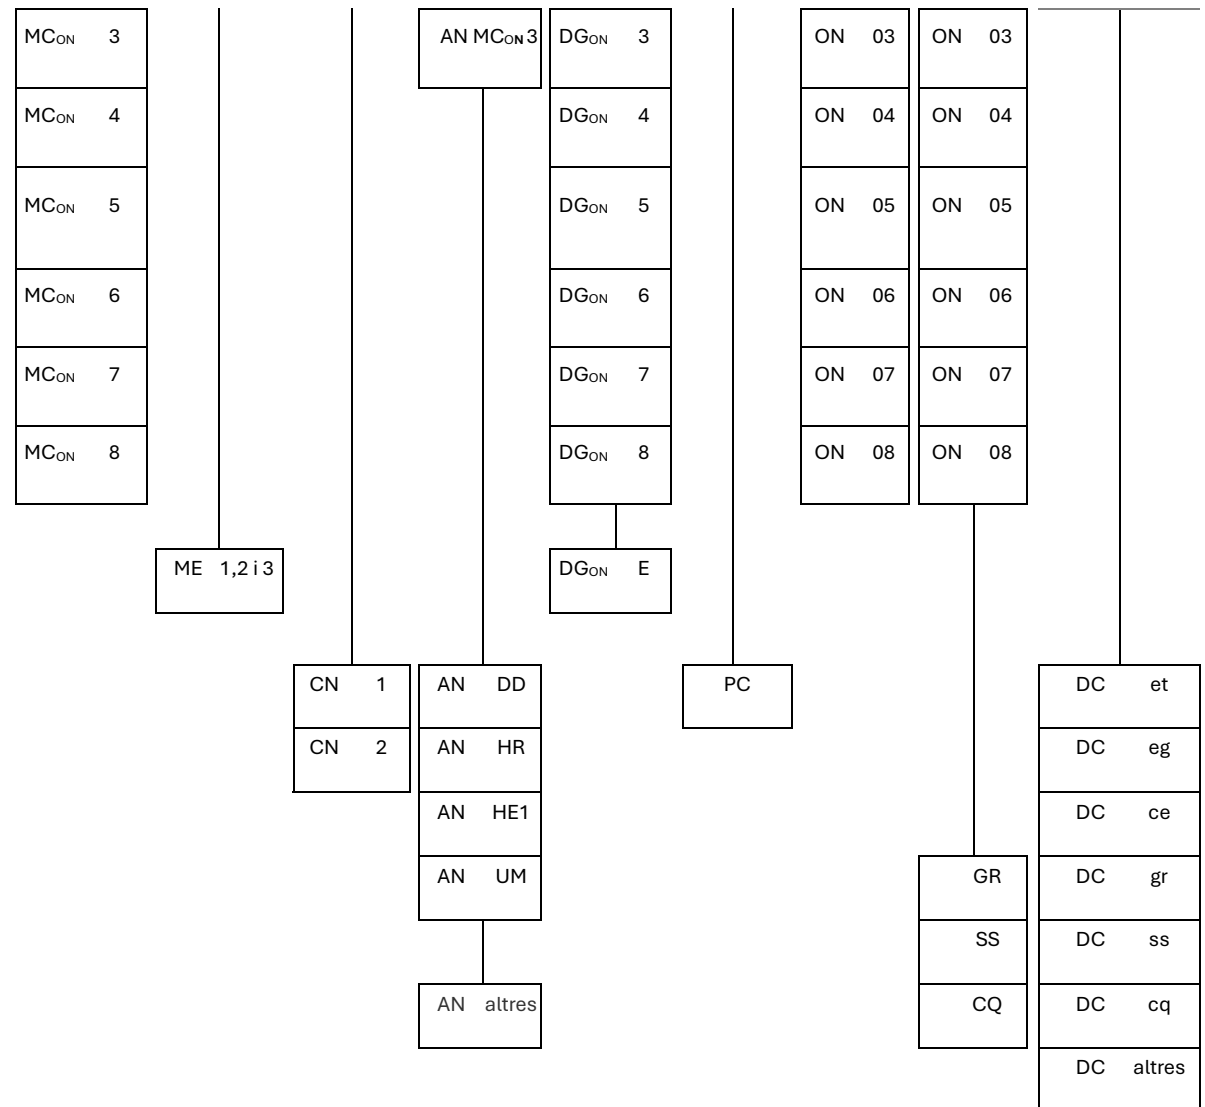 MCON 3 AN MCON 3 DGON 3 ON 03 ON 03
MCON 4 DGON 4 ON 04 ON 04
MCON 5 DGON 5 ON 05 ON 05
MCON 6 DGON 6 ON 06 ON 06
MCON 7 DGON 7 ON 07 ON 07
MCON 8 DGON 8 ON 08 ON 08
ME 1,2 i 3 DGON E
CN 1 AN DD PC DC et
CN 2 AN HR DC eg
AN HE1 DC ce
AN UM GR DC gr
SS DC ss
AN altres CQ DC cq
DC altres